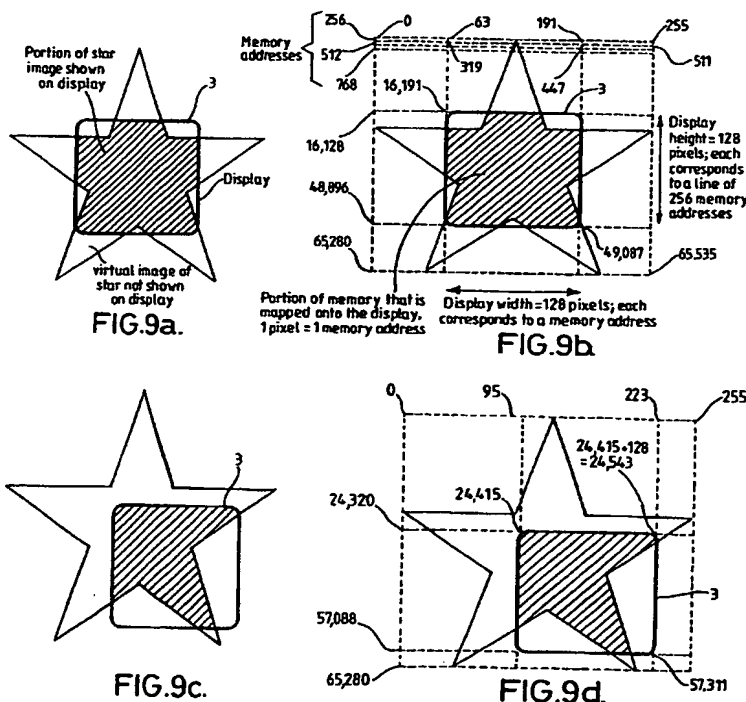 Portion of star
image shown
on display
3
Display
virtual image of
star not shown
on display
FIG.9a.
Memory
addresses
256
512
768
0
63
191
255
511
319
447
16,191
3
16,128
48,896
65,280
Display
height = 128
pixels; each
corresponds
to a line of
256 memory
addresses
49,087
65,535
Portion of memory that is
mapped onto the display,
1 pixel = 1 memory address
Display width = 128 pixels; each
corresponds to a memory address
FIG.9b.
3
FIG.9c.
0
95
223
255
24,415+128
= 24,543
24,415
24,320
3
57,088
65,280
57,311
FIG.9d.